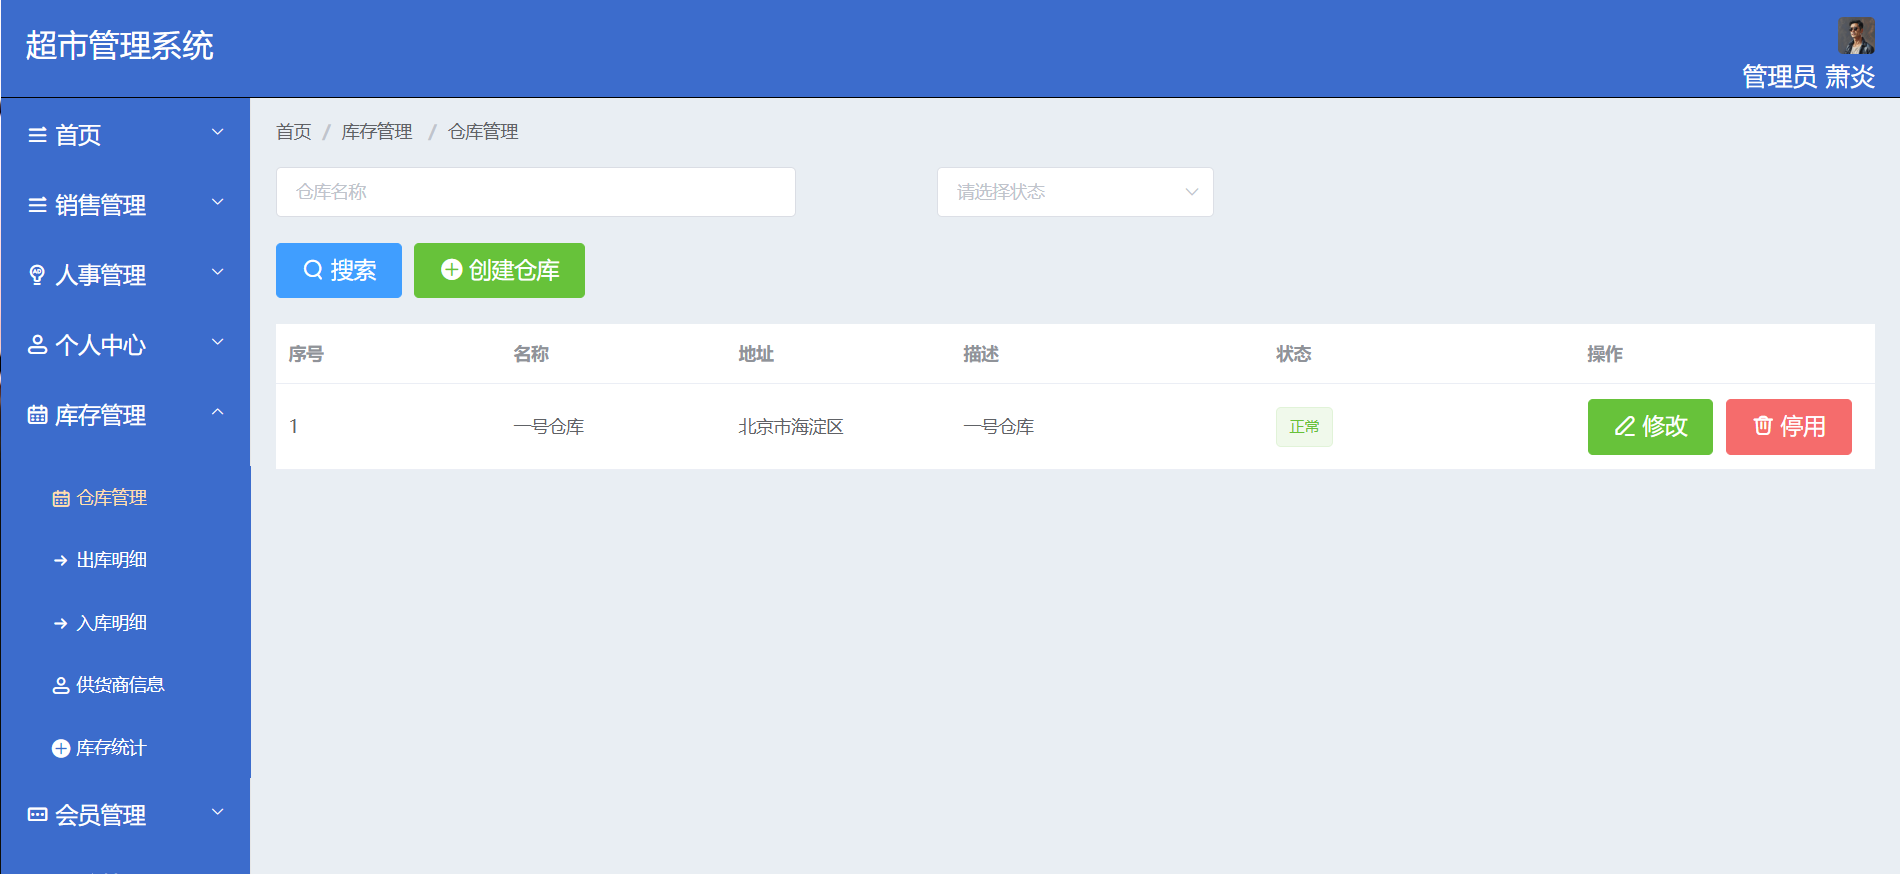 超市管理系统
管理员 萧炎
首页
销售管理
人事管理
个人中心
库存管理
仓库管理
出库明细
入库明细
供货商信息
库存统计
会员管理
首页 / 库存管理 / 仓库管理
仓库名称 请选择状态
搜索 创建仓库
序号 名称 地址 描述 状态 操作
1 一号仓库 北京市海淀区 一号仓库 正常 修改 停用